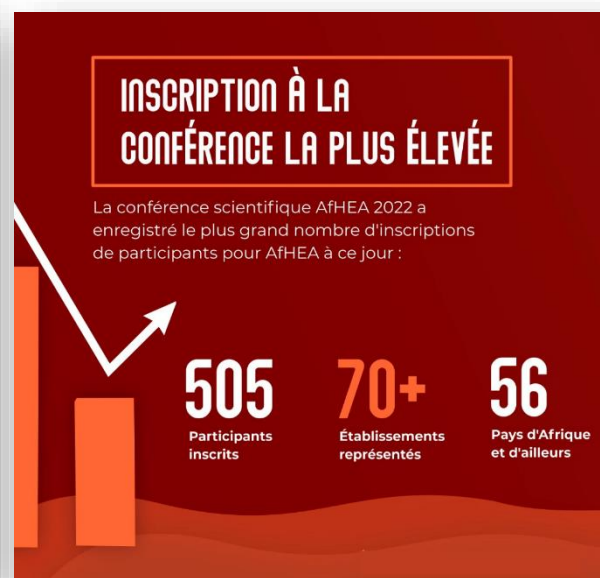 INSCRIPTION À LA
CONFÉRENCE LA PLUS ÉLEVÉE
La conférence scientifique AfHEA 2022 a
enregistré le plus grand nombre d'inscriptions
de participants pour AfHEA à ce jour :
505
Participants
inscrits
70+
Établissements
représentés
56
Pays d'Afrique
et d'ailleurs